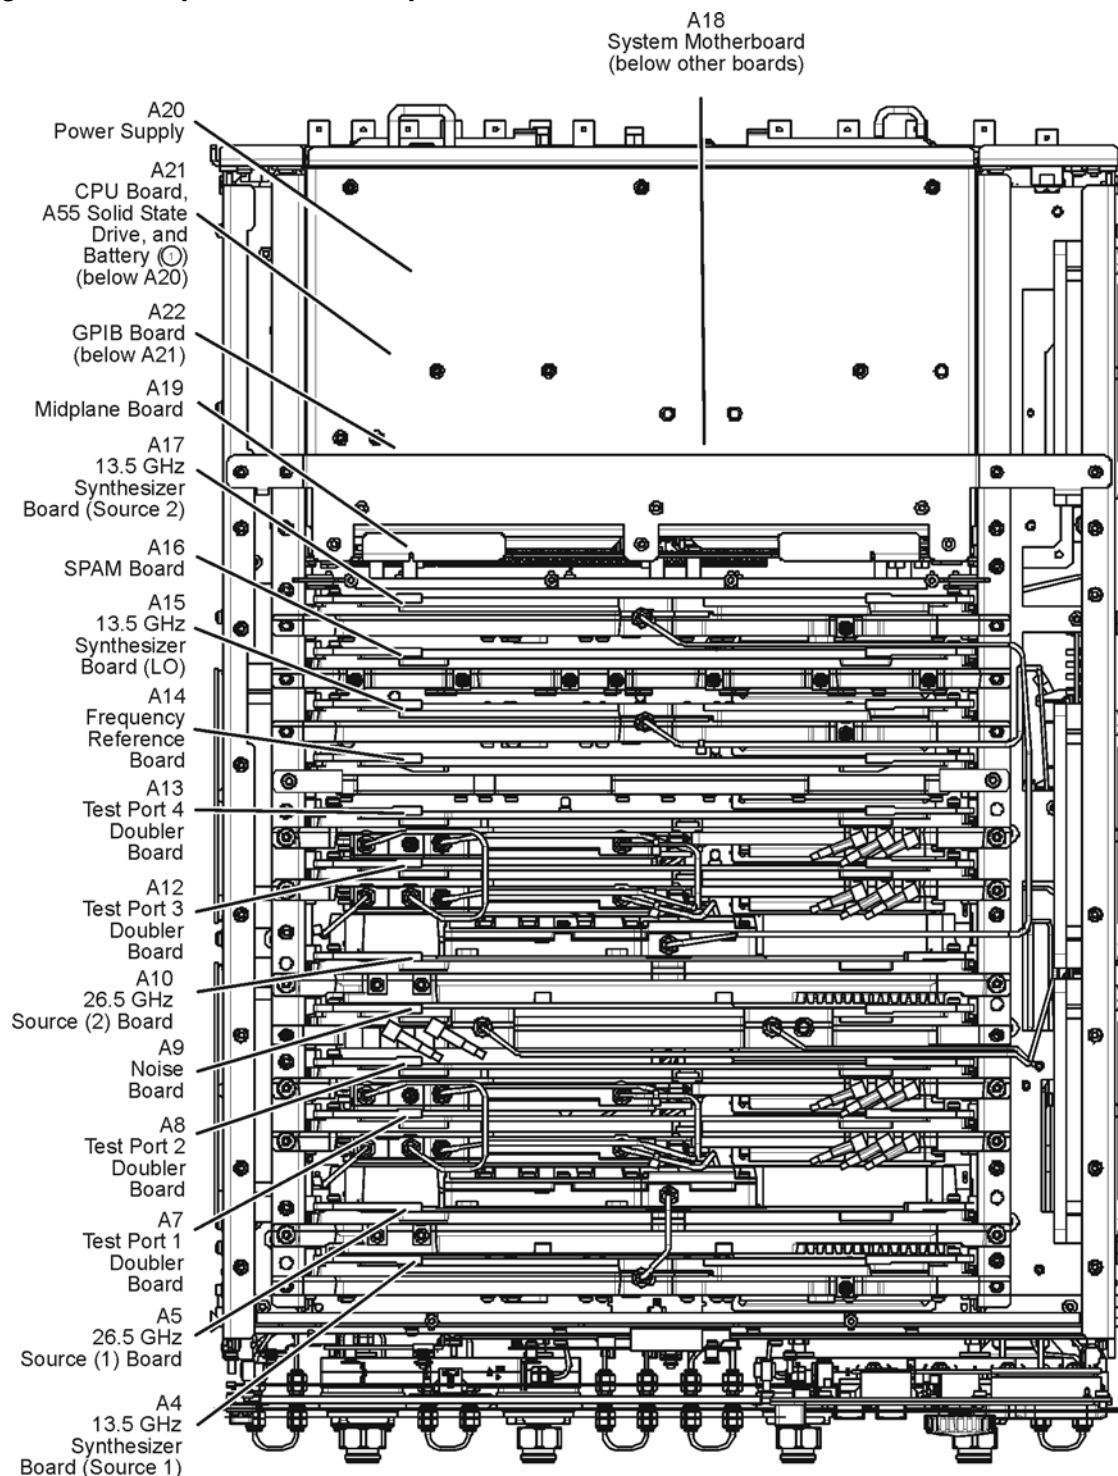 A18
System Motherboard
(below other boards)
A20
Power Supply
A21
CPU Board,
A55 Solid State
Drive, and
Battery (①)
(below A20)
A22
GPIB Board
(below A21)
A19
Midplane Board
A17
13.5 GHz
Synthesizer
Board (Source 2)
A16
SPAM Board
A15
13.5 GHz
Synthesizer
Board (LO)
A14
Frequency
Reference
Board
A13
Test Port 4
Doubler
Board
A12
Test Port 3
Doubler
Board
A10
26.5 GHz
Source (2) Board
A9
Noise
Board
A8
Test Port 2
Doubler
Board
A7
Test Port 1
Doubler
Board
A5
26.5 GHz
Source (1) Board
A4
13.5 GHz
Synthesizer
Board (Source 1)